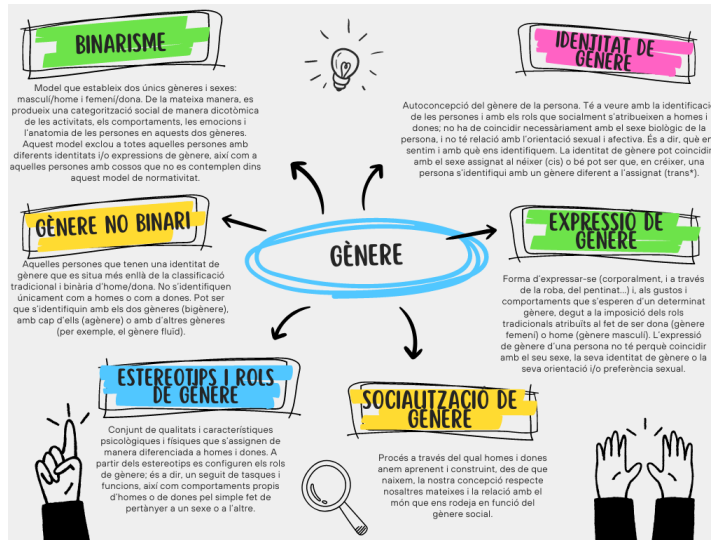 BINARISME
Model que estableix dos únics gèneres i sexes:
masculí/home i femení/dona. De la mateixa manera, es
produeix una categorització social de manera dicotòmica
de les activitats, els comportaments, les emocions i
l'anatomia de les persones en aquests dos gèneres.
Aquest model exclou a totes aquelles persones amb
diferents identitats i/o expressions de gènere, així com a
aquelles persones amb cossos que no es contemplen dins
aquest model de normativitat.
IDENTITAT DE
GÈNERE
Autoconcepció del gènere de la persona. Té a veure amb la identificació
de les persones i amb els rols que socialment s'atribueixen a homes i
dones; no ha de coincidir necessàriament amb el sexe biològic de la
persona, i no té relació amb l'orientació sexual i afectiva. És a dir, què en
sentim i amb què ens identifiquem. La identitat de gènere pot coincidir
amb el sexe assignat al néixer (cis) o bé pot ser que, en créixer, una
persona s'identifiqui amb un gènere diferent a l'assignat (trans*).
GÈNERE NO BINARI
Aquelles persones que tenen una identitat de
gènere que es situa més enllà de la classificació
tradicional i binària d'home/dona. No s'identifiquen
únicament com a homes o com a dones. Pot ser
que s'identifiquin amb els dos gèneres (bigènere),
amb cap d'ells (agènere) o amb d'altres gèneres
(per exemple, el gènere fluïd).
GÈNERE
EXPRESSIÓ DE
GÈNERE
Forma d'expressar-se (corporalment, i a través
de la roba, del pentinat...) i, als gustos i
comportaments que s'esperen d'un determinat
gènere, degut a la imposició dels rols
tradicionals atribuïts al fet de ser dona (gènere
femení) o home (gènere masculí). L'expressió
de gènere d'una persona no té perquè coincidir
amb el seu sexe, la seva identitat de gènere o la
seva orientació i/o preferència sexual.
ESTEREOTIPS I ROLS
DE GÈNERE
Conjunt de qualitats i característiques
psicològiques i físiques que s'assignen de
manera diferenciada a homes i dones. A
partir dels estereotips es configuren els rols
de gènere; és a dir, un seguit de tasques i
funcions, així com comportaments propis
d'homes o de dones pel simple fet de
pertànyer a un sexe o a l'altre.
SOCIALITZACIÓ DE
GÈNERE
Procés a través del qual homes i dones
anem aprenent i construint, des de que
naixem, la nostra concepció respecte
nosaltres mateixes i la relació amb el
món que ens rodeja en funció del
gènere social.